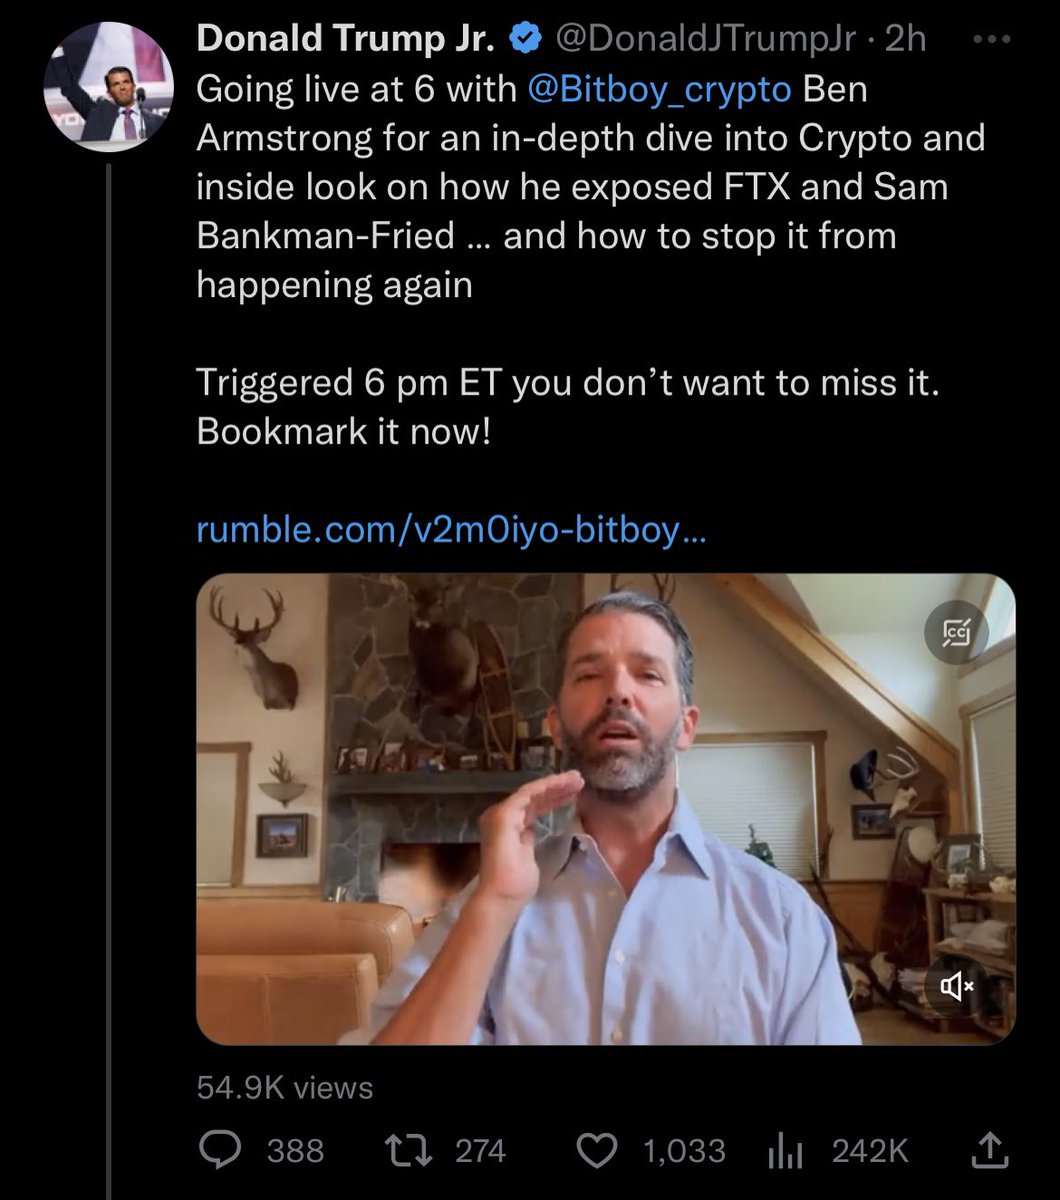 Donald Trump Jr. @DonaldJTrumpJr · 2h
Going live at 6 with @Bitboy_crypto Ben
Armstrong for an in-depth dive into Crypto and
inside look on how he exposed FTX and Sam
Bankman-Fried ... and how to stop it from
happening again
Triggered 6 pm ET you don’t want to miss it.
Bookmark it now!
rumble.com/v2m0iyo-bitboy...
CC
54.9K views
388 274 1,033 242K